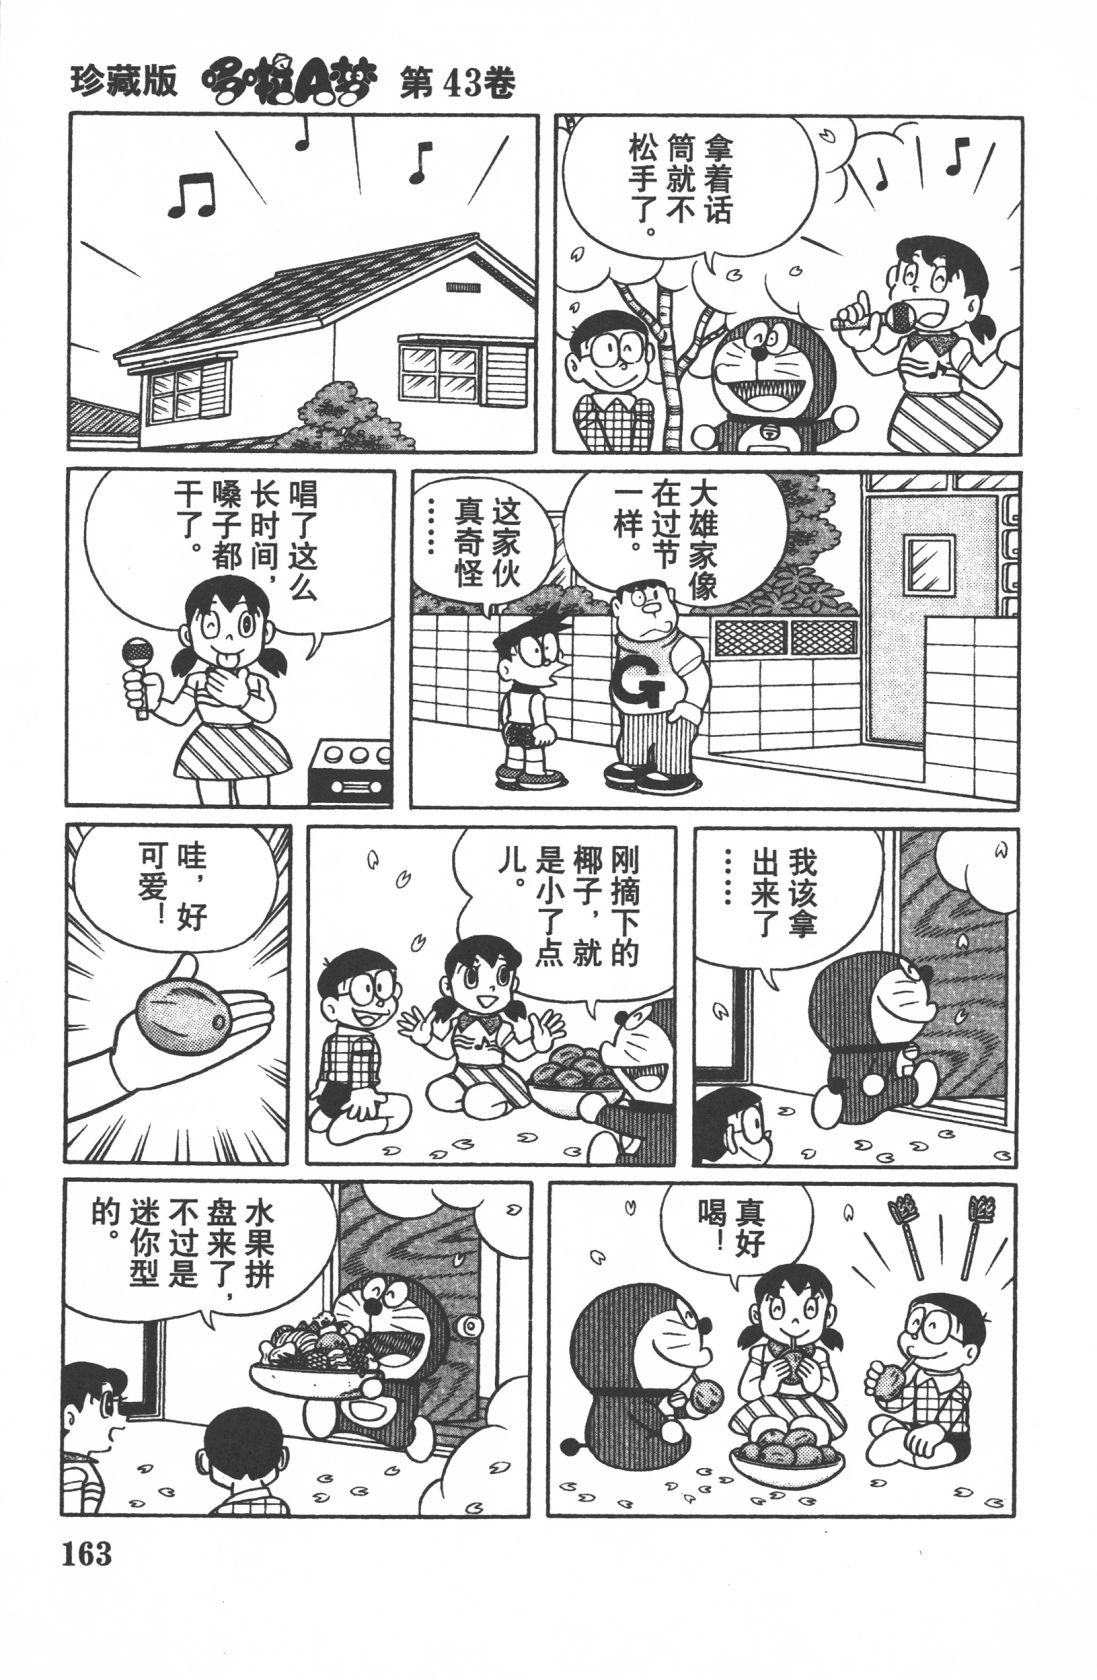 珍藏版 哆啦A梦 第43卷
拿着话
筒就不
松手了。
大雄家像
在过节
一样。
这家伙
真奇怪
……
唱了这么
长时间，
嗓子都
干了。
我该拿
出来了
……
刚摘下的
椰子，就
是小了点
儿。
哇，好
可爱！
真好
喝！
水果拼
盘来了，
不过是
迷你型
的。
G
163